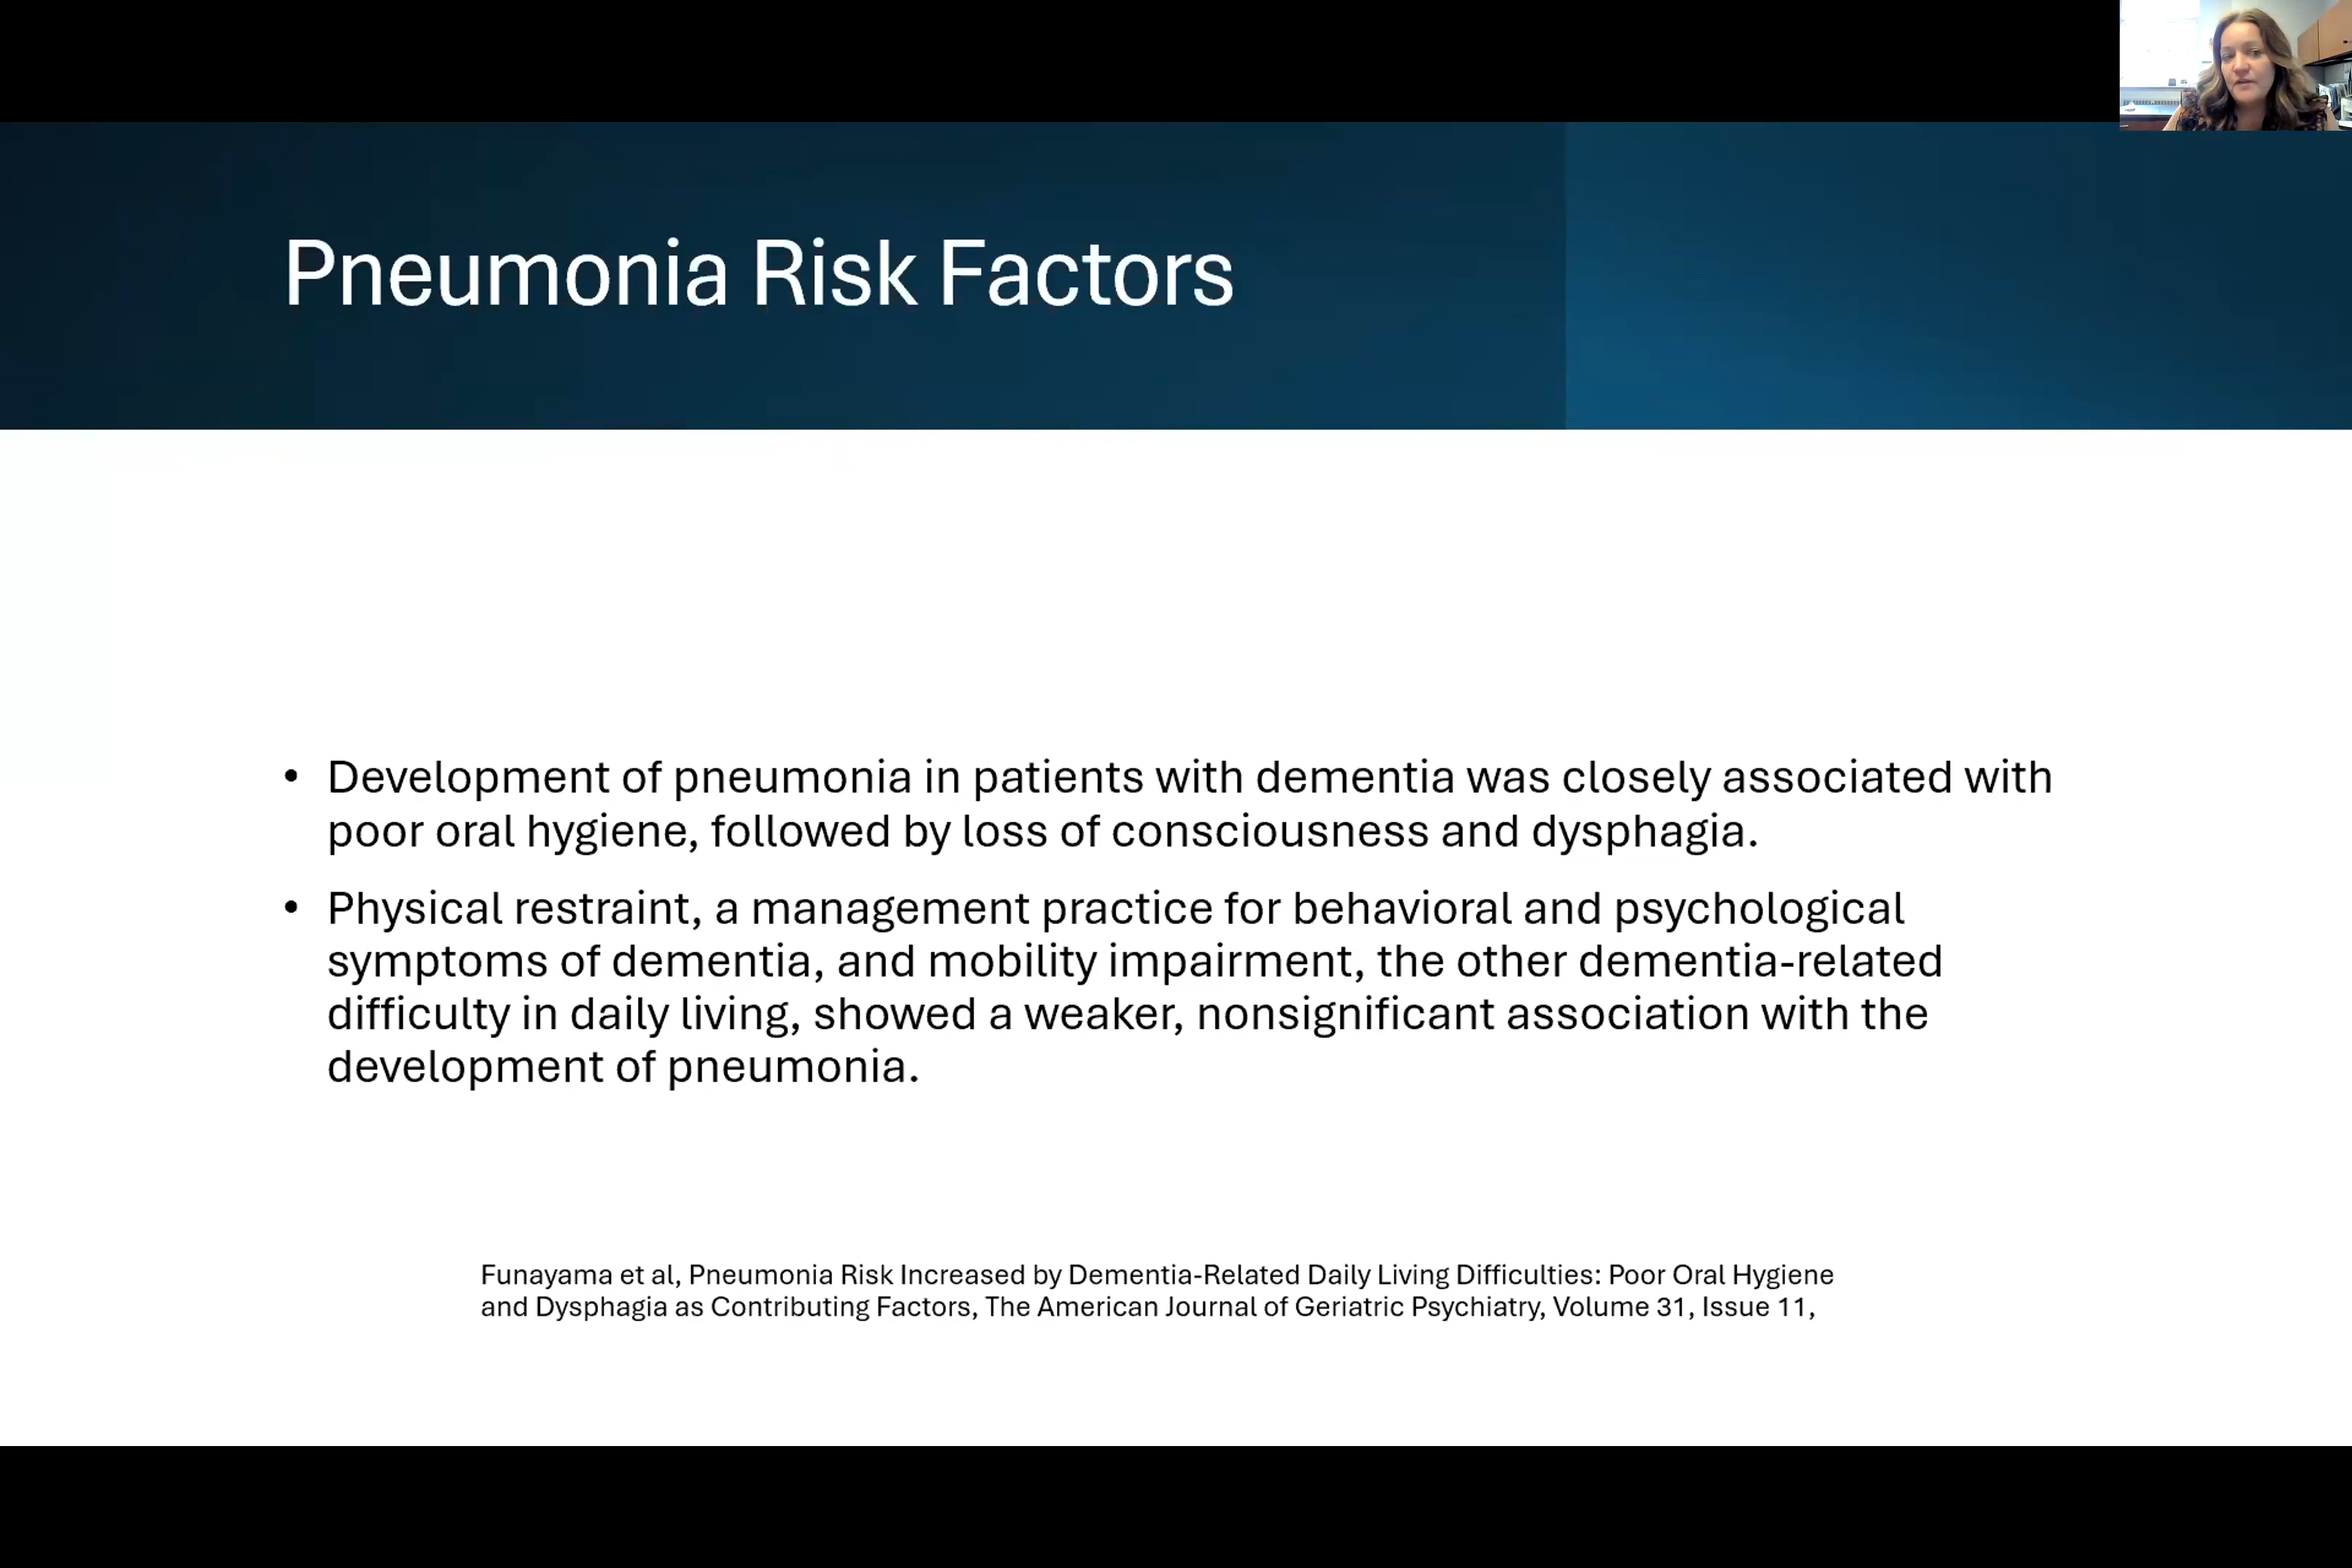 Pneumonia Risk Factors
• Development of pneumonia in patients with dementia was closely associated with
poor oral hygiene, followed by loss of consciousness and dysphagia.
• Physical restraint, a management practice for behavioral and psychological
symptoms of dementia, and mobility impairment, the other dementia-related
difficulty in daily living, showed a weaker, nonsignificant association with the
development of pneumonia.
Funayama et al, Pneumonia Risk Increased by Dementia-Related Daily Living Difficulties: Poor Oral Hygiene
and Dysphagia as Contributing Factors, The American Journal of Geriatric Psychiatry, Volume 31, Issue 11,